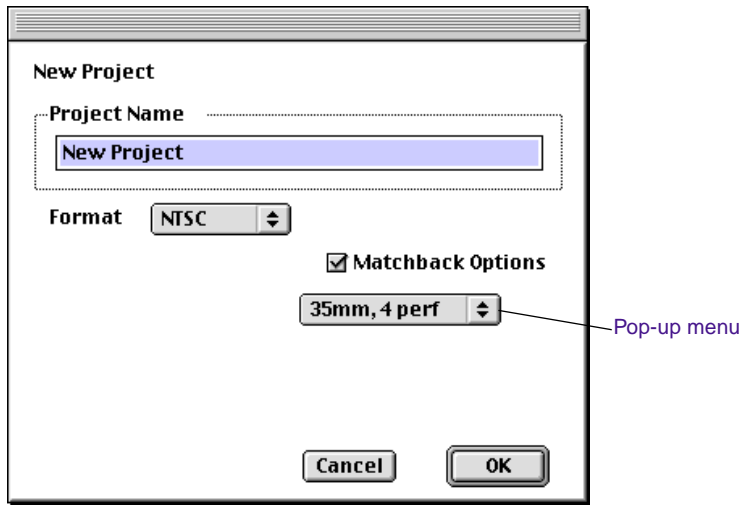 New Project
Project Name
New Project
Format NTSC
Matchback Options
35mm, 4 perf
Pop-up menu
Cancel OK